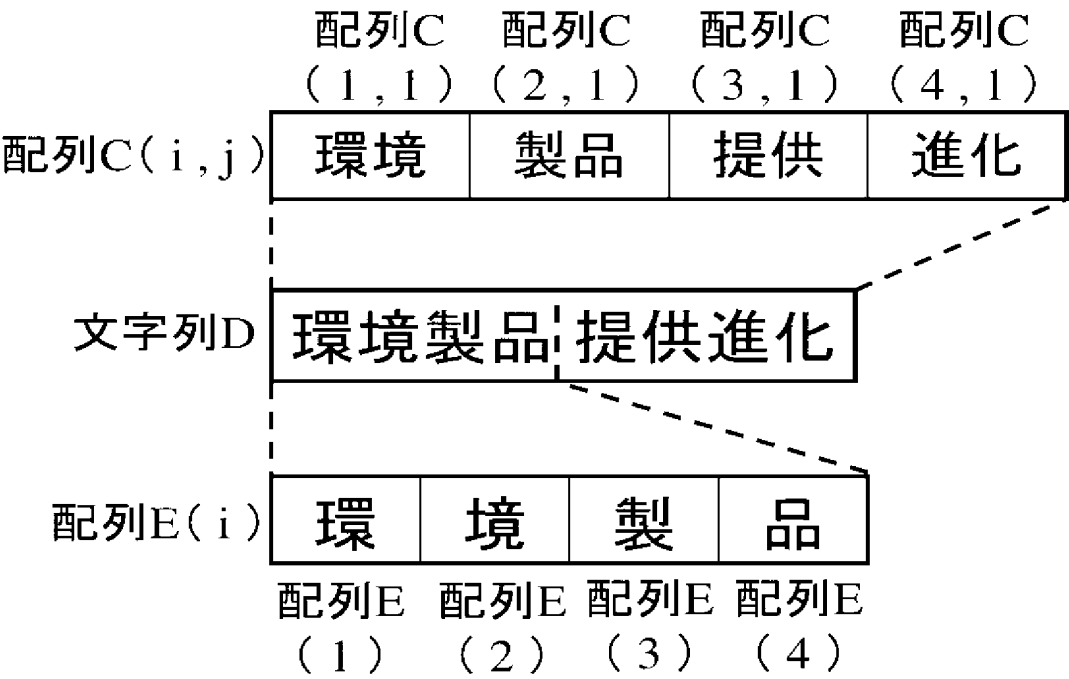 配列C 配列C 配列C 配列C
(1,1) (2,1) (3,1) (4,1)
配列C(i,j) 環境 製品 提供 進化
文字列D 環境製品 提供進化
配列E(i) 環 境 製 品
配列E 配列E 配列E 配列E
(1) (2) (3) (4)